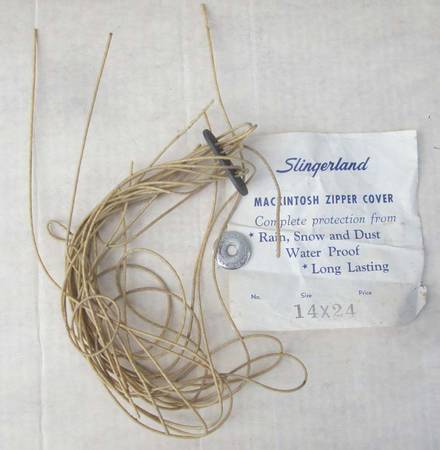 Slingerland
MACKINTOSH ZIPPER COVER
Complete protection from
* Rain, Snow and Dust
Water Proof
* Long Lasting
No. Size Price
14X24